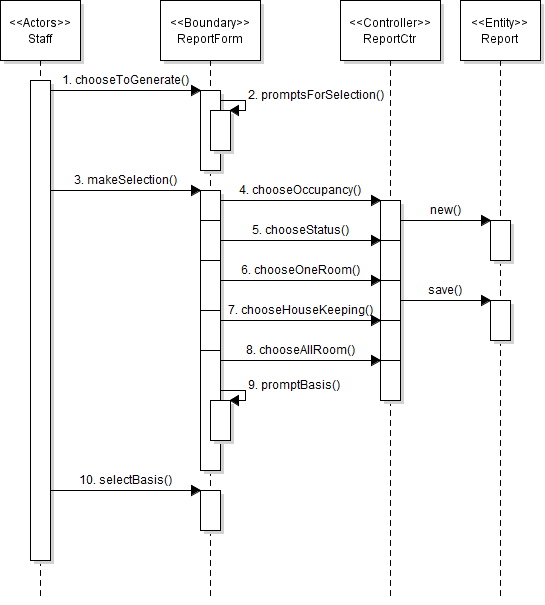 <<Actors>>
Staff
<<Boundary>>
ReportForm
<<Controller>>
ReportCtr
<<Entity>>
Report
1. chooseToGenerate()
2. promptsForSelection()
3. makeSelection()
4. chooseOccupancy()
new()
5. chooseStatus()
6. chooseOneRoom()
save()
7. chooseHouseKeeping()
8. chooseAllRoom()
9. promptBasis()
10. selectBasis()